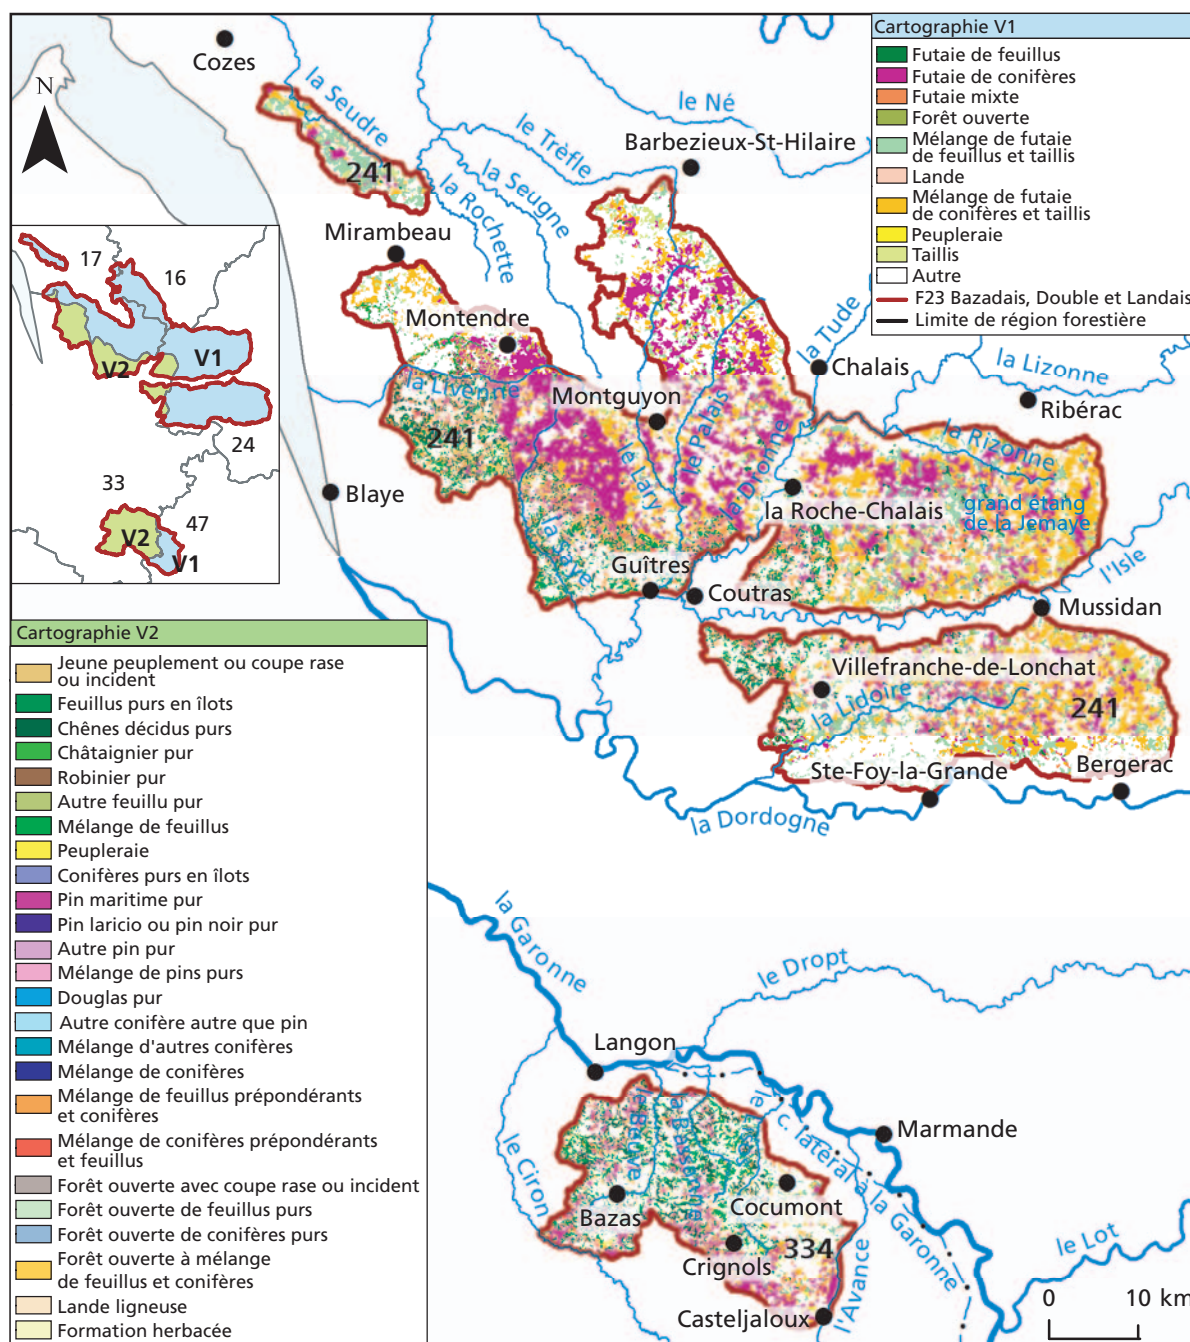 Cartographie V1
Futaie de feuillus
Futaie de conifères
Futaie mixte
Forêt ouverte
Mélange de futaie
de feuillus et taillis
Lande
Mélange de futaie
de conifères et taillis
Peupleraie
Taillis
Autre
F23 Bazadais, Double et Landais
Limite de région forestière
N
Cozes
la Seudre
le Né
le Trèfle
Barbezieux-St-Hilaire
241
la Seugne
la Rochette
Mirambeau
17
16
V1
V2
24
33
V2
47
V1
Montendre
la Tude
Chalais
la Lizonne
la Livenne
Montguyon
le Palais
Ribérac
241
le Lary
la Dronne
la Rizonne
Blaye
la Roche-Chalais
grand étang
de la Jemaye
la Saye
l'Isle
Guîtres
Coutras
Mussidan
Villefranche-de-Lonchat
la Lidoire
241
Ste-Foy-la-Grande
Bergerac
la Dordogne
Cartographie V2
Jeune peuplement ou coupe rase
ou incident
Feuillus purs en îlots
Chênes décidus purs
Châtaignier pur
Robinier pur
Autre feuillu pur
Mélange de feuillus
Peupleraie
Conifères purs en îlots
Pin maritime pur
Pin laricio ou pin noir pur
Autre pin pur
Mélange de pins purs
Douglas pur
Autre conifère autre que pin
Mélange d'autres conifères
Mélange de conifères
Mélange de feuillus prépondérants
et conifères
Mélange de conifères prépondérants
et feuillus
Forêt ouverte avec coupe rase ou incident
Forêt ouverte de feuillus purs
Forêt ouverte de conifères purs
Forêt ouverte à mélange
de feuillus et conifères
Lande ligneuse
Formation herbacée
la Garonne
le Dropt
Langon
le Beuve
la Bassanne
c. latéral à la Garonne
Marmande
le Ciron
Bazas
Cocumont
Crignols
334
l'Avance
le Lot
Casteljaloux
0 10 km